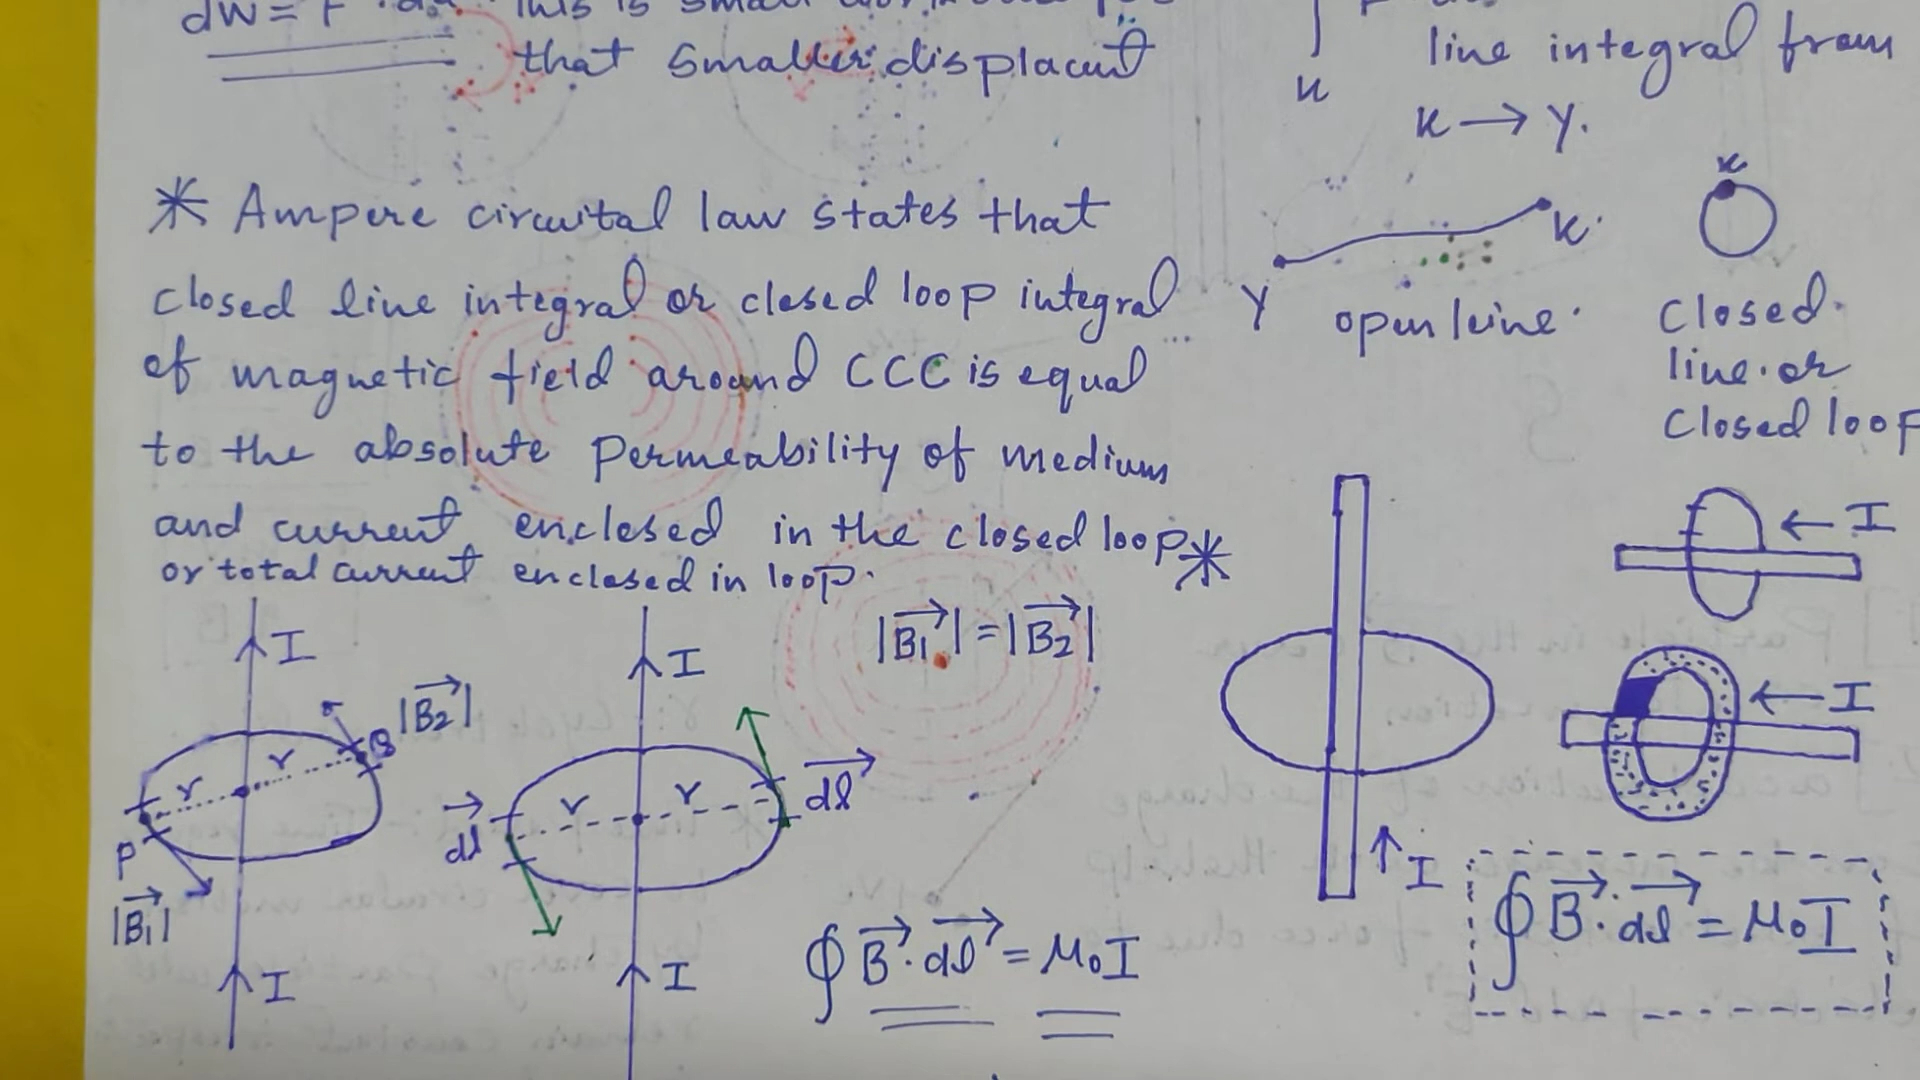 that smaller displacent
line integral from
x → y.
x
* Ampere circuital law states that
closed line integral or closed loop integral
of magnetic field around CCC is equal
to the absolute permeability of medium
and current enclosed in the closed loop *
or total current enclosed in loop.
Y
x.
open line.
x
closed.
line or
closed loop
I
|B₁→| = |B₂→|
I
|B₂→|
B
r
r
P
|B₁→|
I
I
r
r
dl→
dl→
I
∮ B→ . dl→ = μ₀I
I
I
I
∮ B→ . dl→ = μ₀I